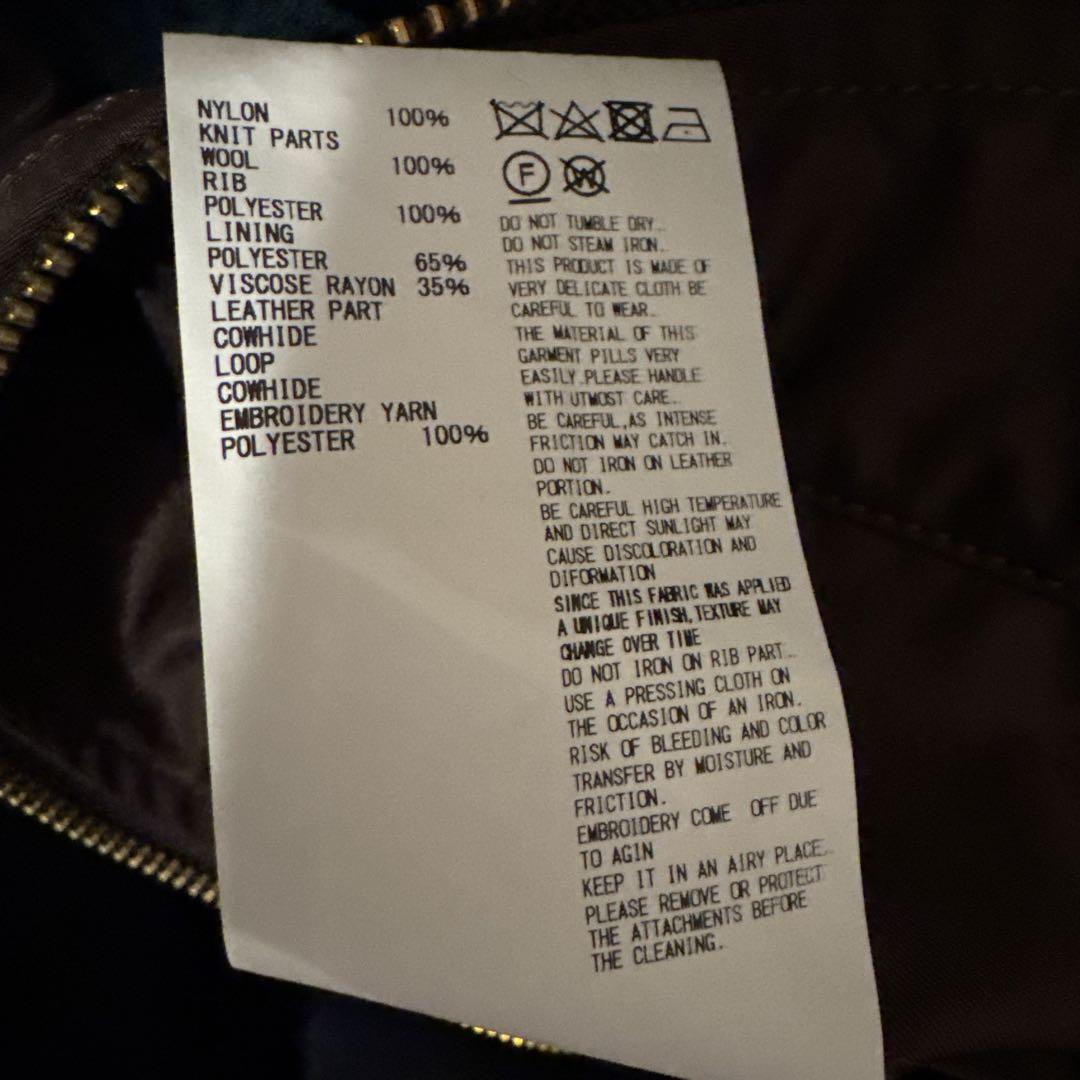 NYLON 100%
KNIT PARTS
WOOL 100%
RIB
POLYESTER 100%
LINING
POLYESTER 65%
VISCOSE RAYON 35%
LEATHER PART
COWHIDE
LOOP
COWHIDE
EMBROIDERY YARN
POLYESTER 100%
F W
DO NOT TUMBLE DRY.
DO NOT STEAM IRON.
THIS PRODUCT IS MADE OF
VERY DELICATE CLOTH BE
CAREFUL TO WEAR.
THE MATERIAL OF THIS
GARMENT PILLS VERY
EASILY.PLEASE HANDLE
WITH UTMOST CARE.
BE CAREFUL,AS INTENSE
FRICTION MAY CATCH IN.
DO NOT IRON ON LEATHER
PORTION.
BE CAREFUL HIGH TEMPERATURE
AND DIRECT SUNLIGHT MAY
CAUSE DISCOLORATION AND
DIFORMATION
SINCE THIS FABRIC WAS APPLIED
A UNIQUE FINISH,TEXTURE MAY
CHANGE OVER TIME
DO NOT IRON ON RIB PART.
USE A PRESSING CLOTH ON
THE OCCASION OF AN IRON.
RISK OF BLEEDING AND COLOR
TRANSFER BY MOISTURE AND
FRICTION.
EMBROIDERY COME OFF DUE
TO AGIN
KEEP IT IN AN AIRY PLACE.
PLEASE REMOVE OR PROTECT
THE ATTACHMENTS BEFORE
THE CLEANING.